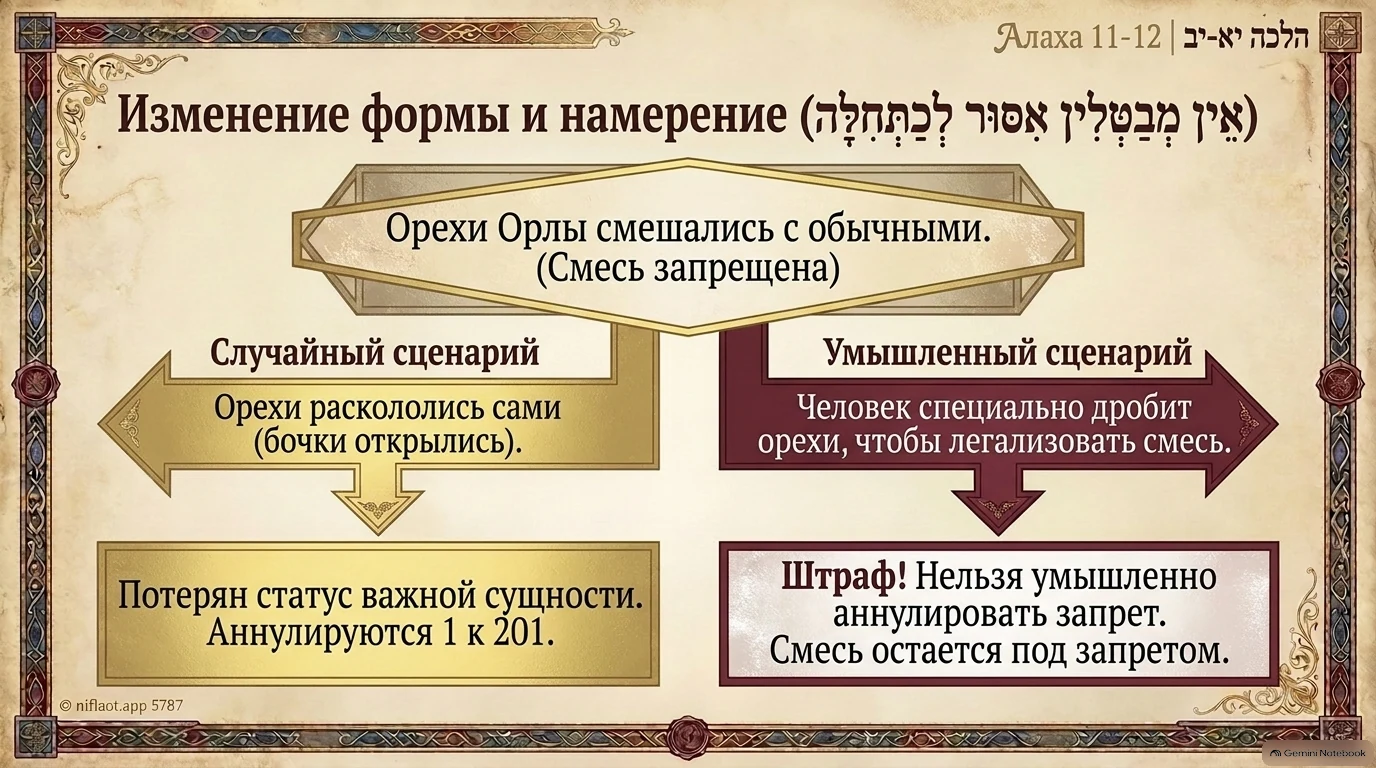 Алаха 11-12 | הלכה יא-יב
Изменение формы и намерение (אֵין מְבַטְּלִין אִסּוּר לְכַתְּחִלָּה)
Орехи Орлы смешались с обычными.
(Смесь запрещена)
Случайный сценарий
Орехи раскололись сами
(бочки открылись).
Потерян статус важной сущности.
Аннулируются 1 к 201.
Умышленный сценарий
Человек специально дробит
орехи, чтобы легализовать смесь.
Штраф! Нельзя умышленно
аннулировать запрет.
Смесь остается под запретом.
© niflaot.app 5787
Gemini Notebook